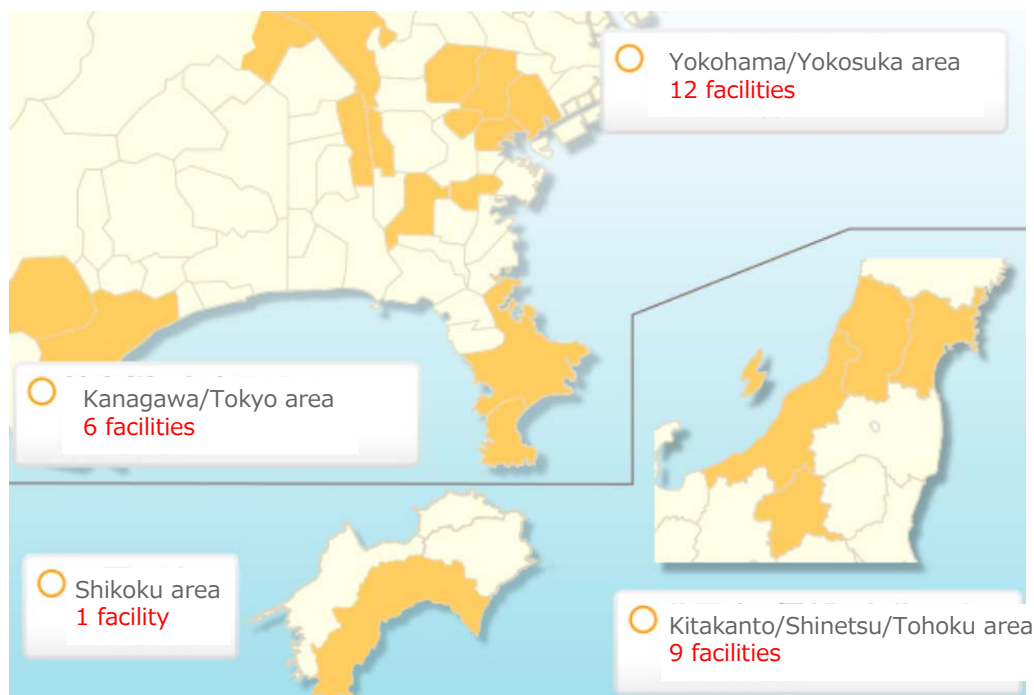 Yokohama/Yokosuka area
12 facilities
Kanagawa/Tokyo area
6 facilities
Shikoku area
1 facility
Kitakanto/Shinetsu/Tohoku area
9 facilities